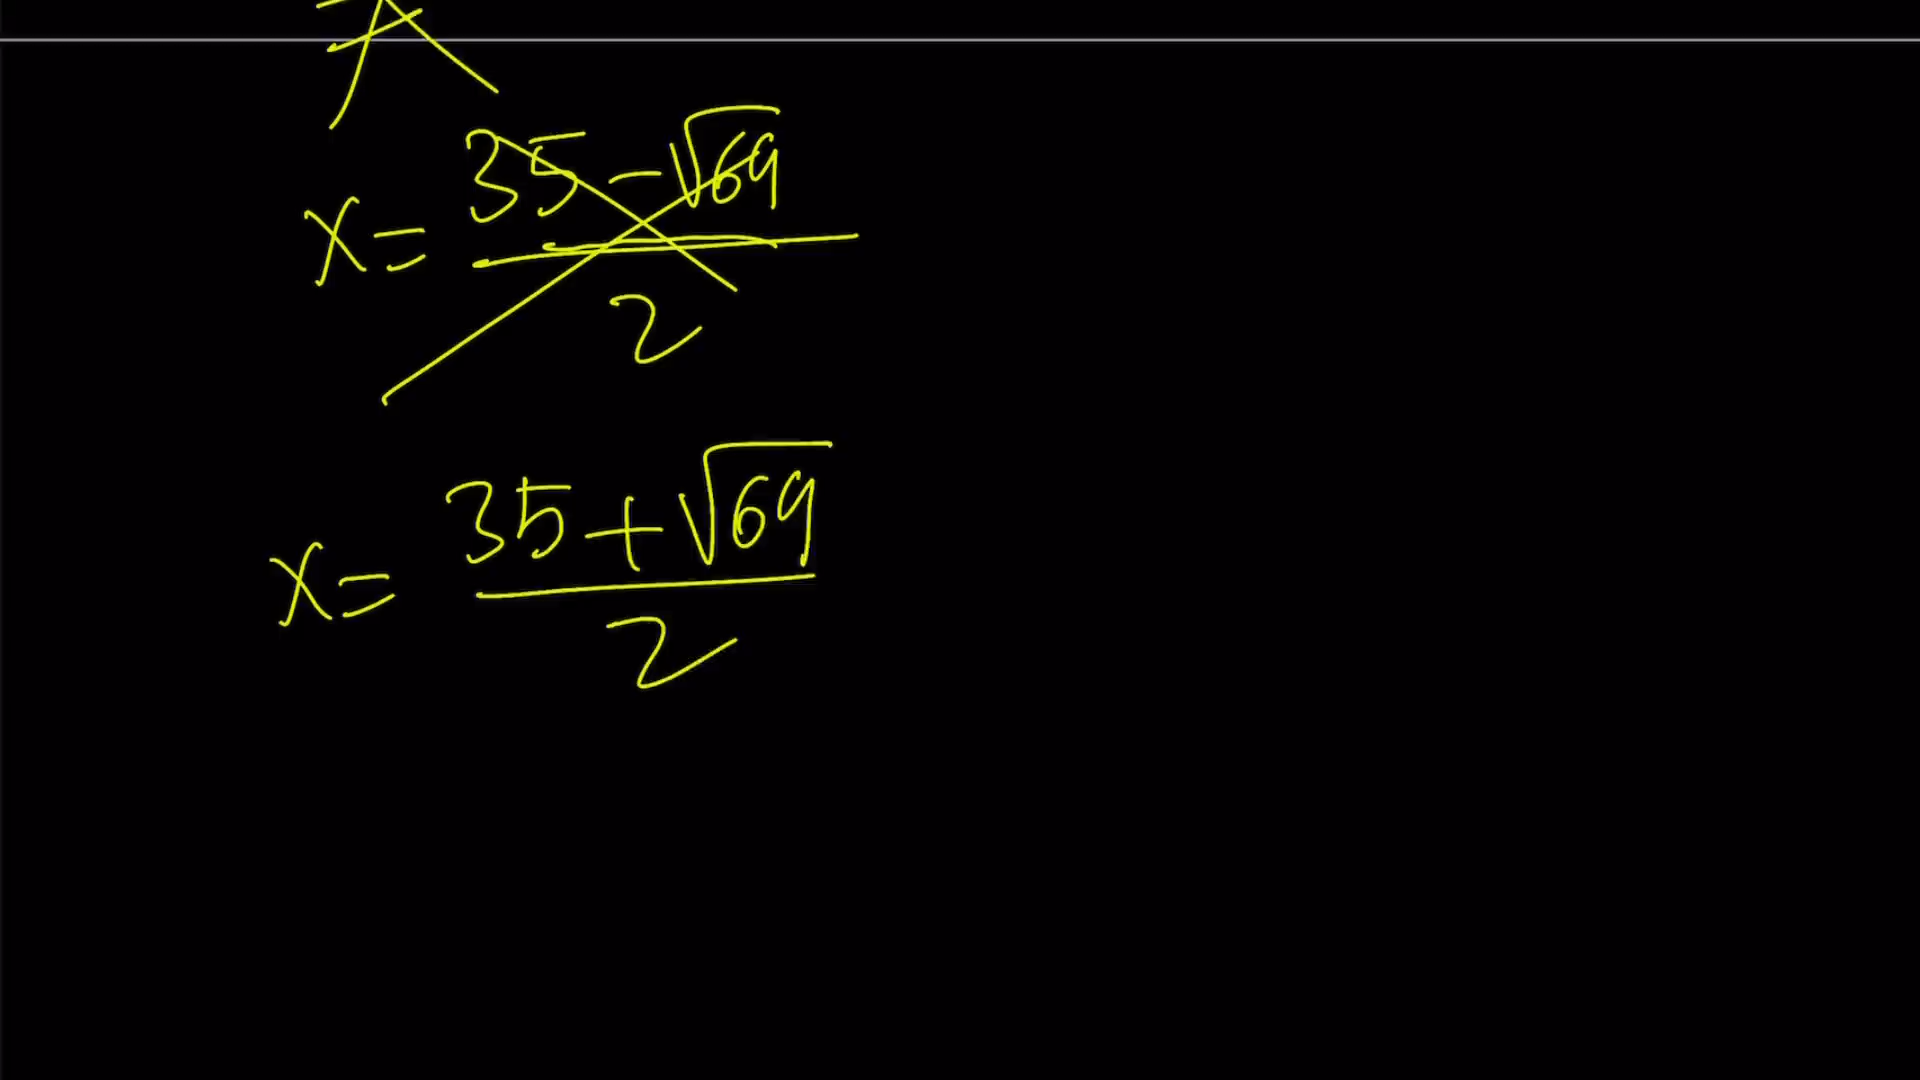 x = (35 - √69)/2
x = (35 + √69)/2